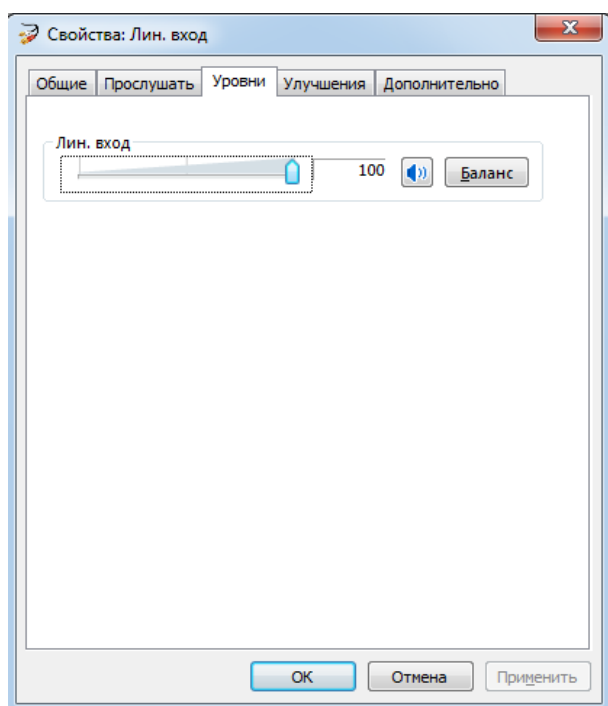 Свойства: Лин. вход
Общие Прослушать Уровни Улучшения Дополнительно
Лин. вход
100 Баланс
ОК Отмена Применить